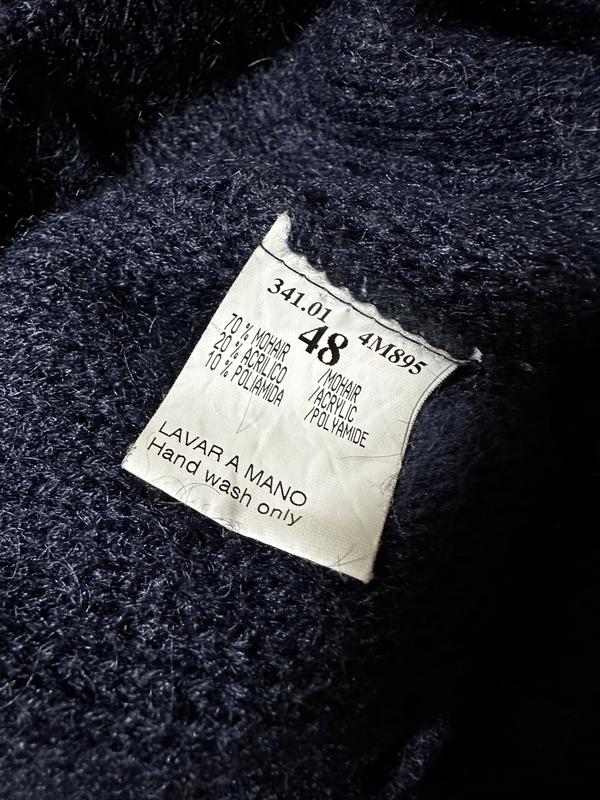 341.01 4M895
48
70 % MOHAIR /MOHAIR
20 % ACRILICO /ACRYLIC
10 % POLIAMIDA /POLYAMIDE
LAVAR A MANO
Hand wash only